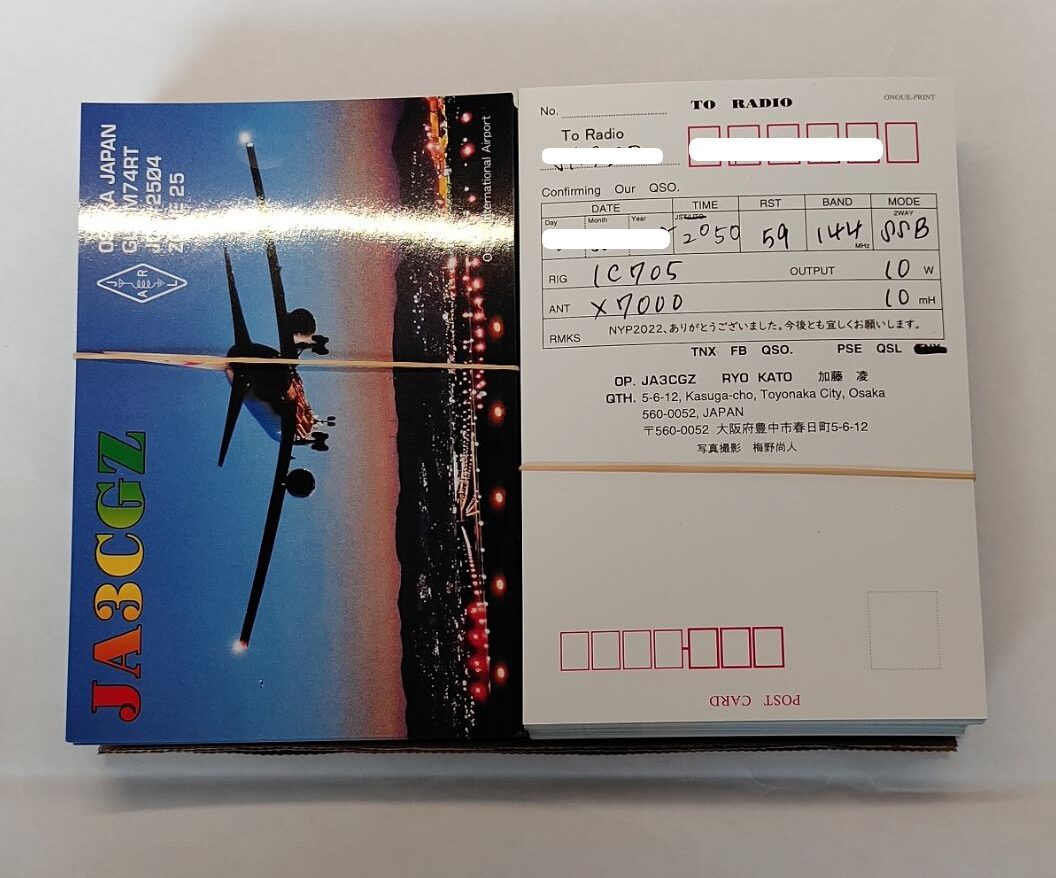 OSAKA JAPAN
2504
ZONE 25
JARL
JA3CGZ
Osaka International Airport
ONOUE-PRINT
No.
TO RADIO
To Radio
Confirming Our QSO.
DATE TIME RST BAND MODE
Day Month Year JST/UTC 2WAY
2050 59 144 MHz SSB
RIG IC705 OUTPUT 10 W
ANT X7000 10 mH
RMKS NYP2022、ありがとうございました。今後とも宜しくお願いします。
TNX FB QSO. PSE QSL
OP. JA3CGZ RYO KATO 加藤 凌
QTH. 5-6-12, Kasuga-cho, Toyonaka City, Osaka
560-0052, JAPAN
〒560-0052 大阪府豊中市春日町5-6-12
写真撮影 梅野尚人
POST CARD